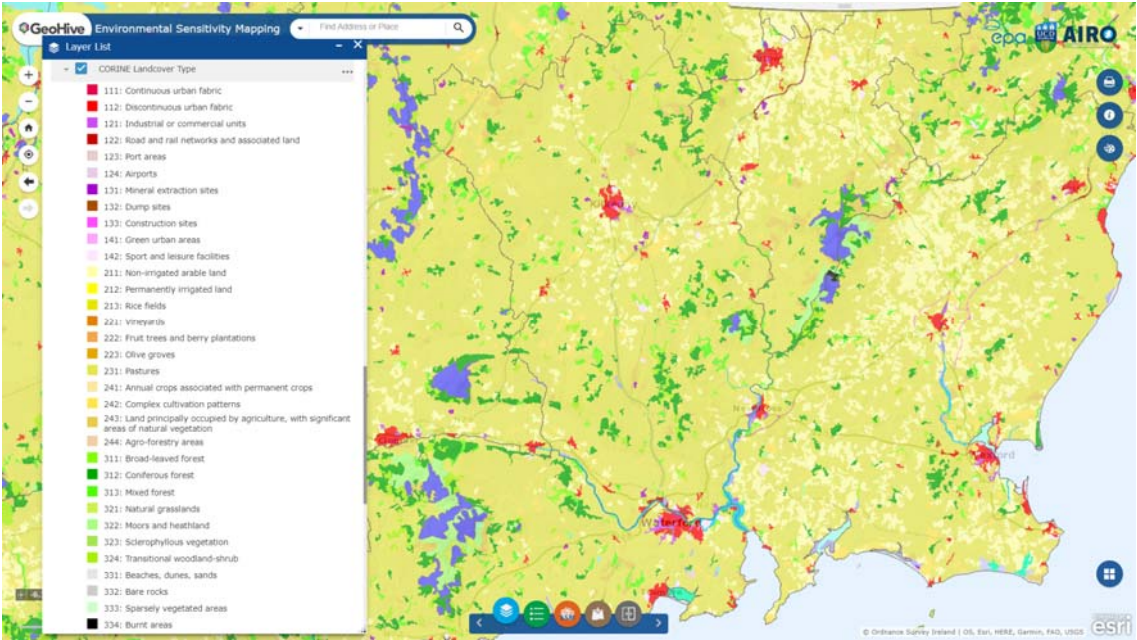 GeoHive Environmental Sensitivity Mapping
Find Address or Place
epa UCD AIRO
Layer List
CORINE Landcover Type
111: Continuous urban fabric
112: Discontinuous urban fabric
121: Industrial or commercial units
122: Road and rail networks and associated land
123: Port areas
124: Airports
131: Mineral extraction sites
132: Dump sites
133: Construction sites
141: Green urban areas
142: Sport and leisure facilities
211: Non-irrigated arable land
212: Permanently irrigated land
213: Rice fields
221: Vineyards
222: Fruit trees and berry plantations
223: Olive groves
231: Pastures
241: Annual crops associated with permanent crops
242: Complex cultivation patterns
243: Land principally occupied by agriculture, with significant
areas of natural vegetation
244: Agro-forestry areas
311: Broad-leaved forest
312: Coniferous forest
313: Mixed forest
321: Natural grasslands
322: Moors and heathland
323: Sclerophyllous vegetation
324: Transitional woodland-shrub
331: Beaches, dunes, sands
332: Bare rocks
333: Sparsely vegetated areas
334: Burnt areas
Waterford
© Ordnance Survey Ireland | OS, Esri, HERE, Garmin, FAO, USGS
esri